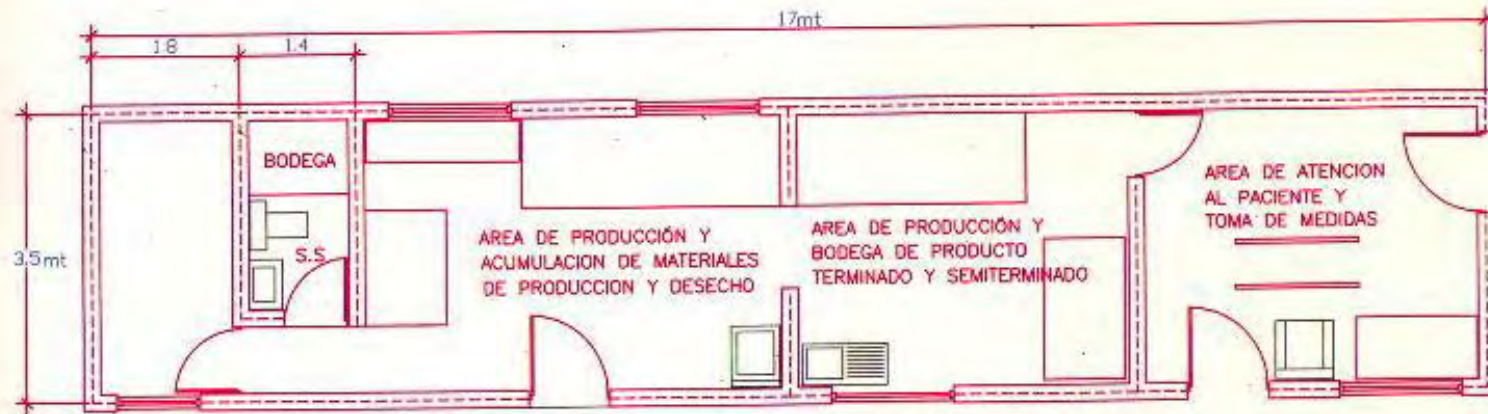 17mt
1.8
1.4
3.5mt
BODEGA
S.S
AREA DE PRODUCCIÓN Y
ACUMULACION DE MATERIALES
DE PRODUCCION Y DESECHO
AREA DE PRODUCCIÓN Y
BODEGA DE PRODUCTO
TERMINADO Y SEMITERMINADO
AREA DE ATENCION
AL PACIENTE Y
TOMA DE MEDIDAS